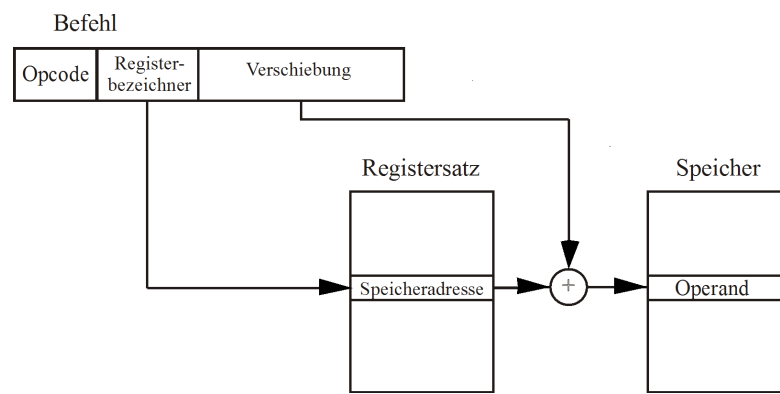 Befehl
Opcode
Register-
bezeichner
Verschiebung
Registersatz
Speicher
Speicheradresse
+
Operand